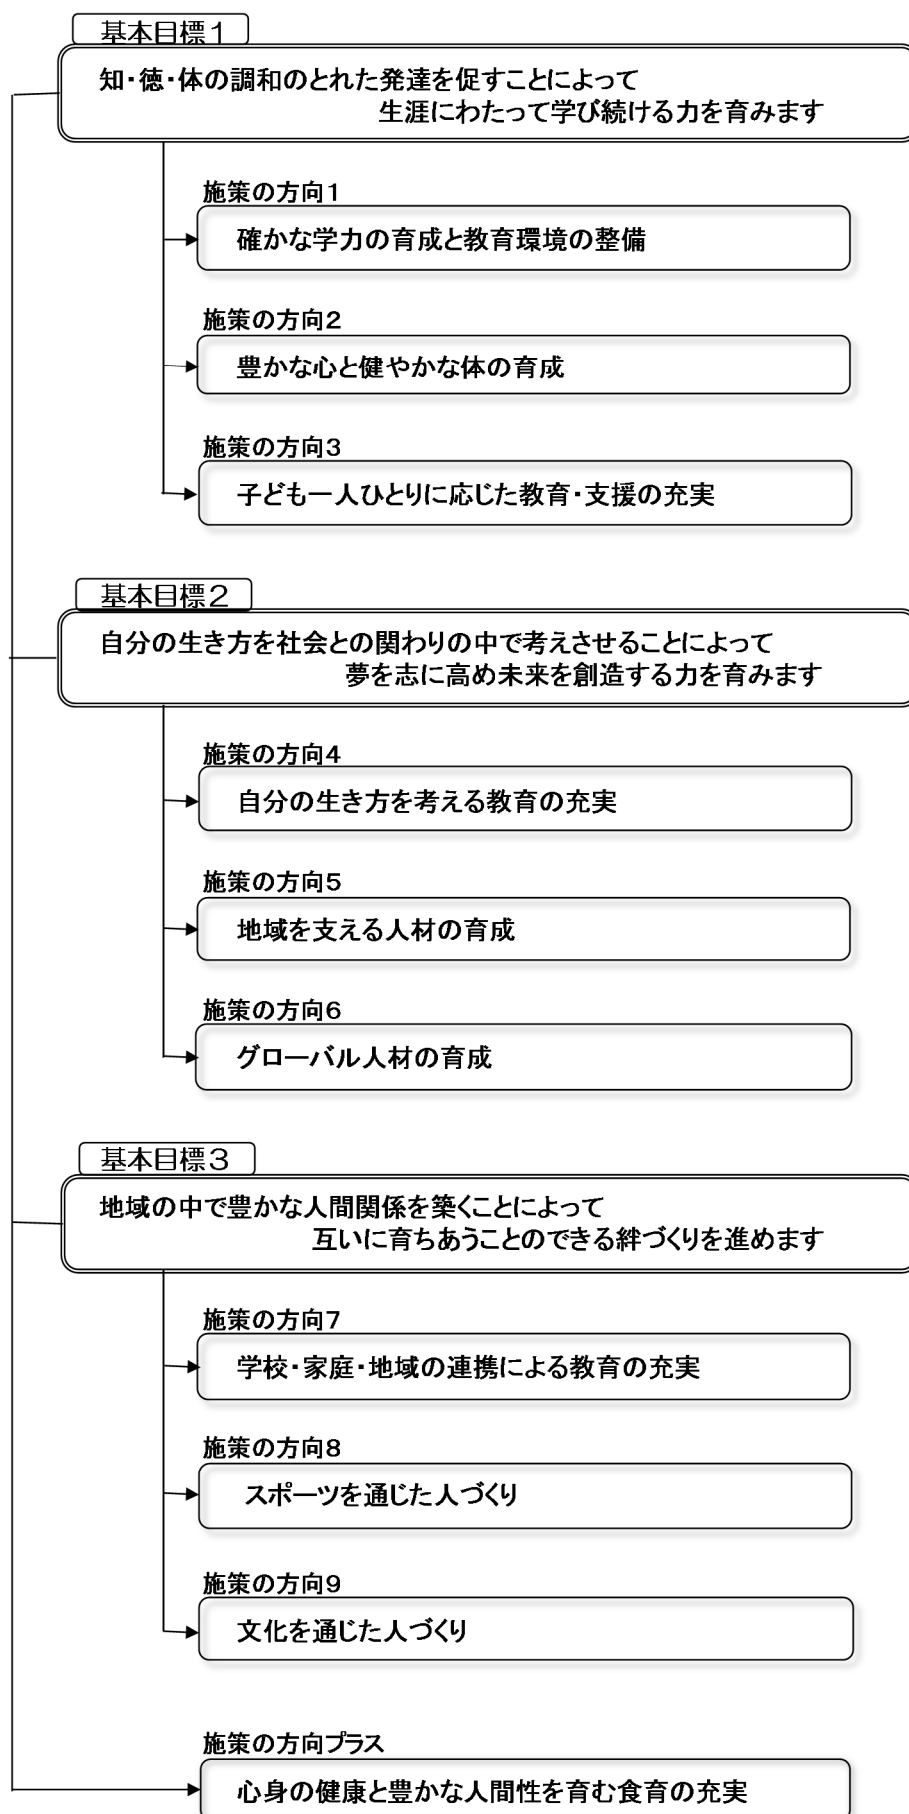 基本目標１
知・徳・体の調和のとれた発達を促すことによって
生涯にわたって学び続ける力を育みます
施策の方向1
確かな学力の育成と教育環境の整備
施策の方向2
豊かな心と健やかな体の育成
施策の方向3
子ども一人ひとりに応じた教育・支援の充実
基本目標２
自分の生き方を社会との関わりの中で考えさせることによって
夢を志に高め未来を創造する力を育みます
施策の方向4
自分の生き方を考える教育の充実
施策の方向5
地域を支える人材の育成
施策の方向6
グローバル人材の育成
基本目標３
地域の中で豊かな人間関係を築くことによって
互いに育ちあうことのできる絆づくりを進めます
施策の方向7
学校・家庭・地域の連携による教育の充実
施策の方向8
スポーツを通じた人づくり
施策の方向9
文化を通じた人づくり
施策の方向プラス
心身の健康と豊かな人間性を育む食育の充実